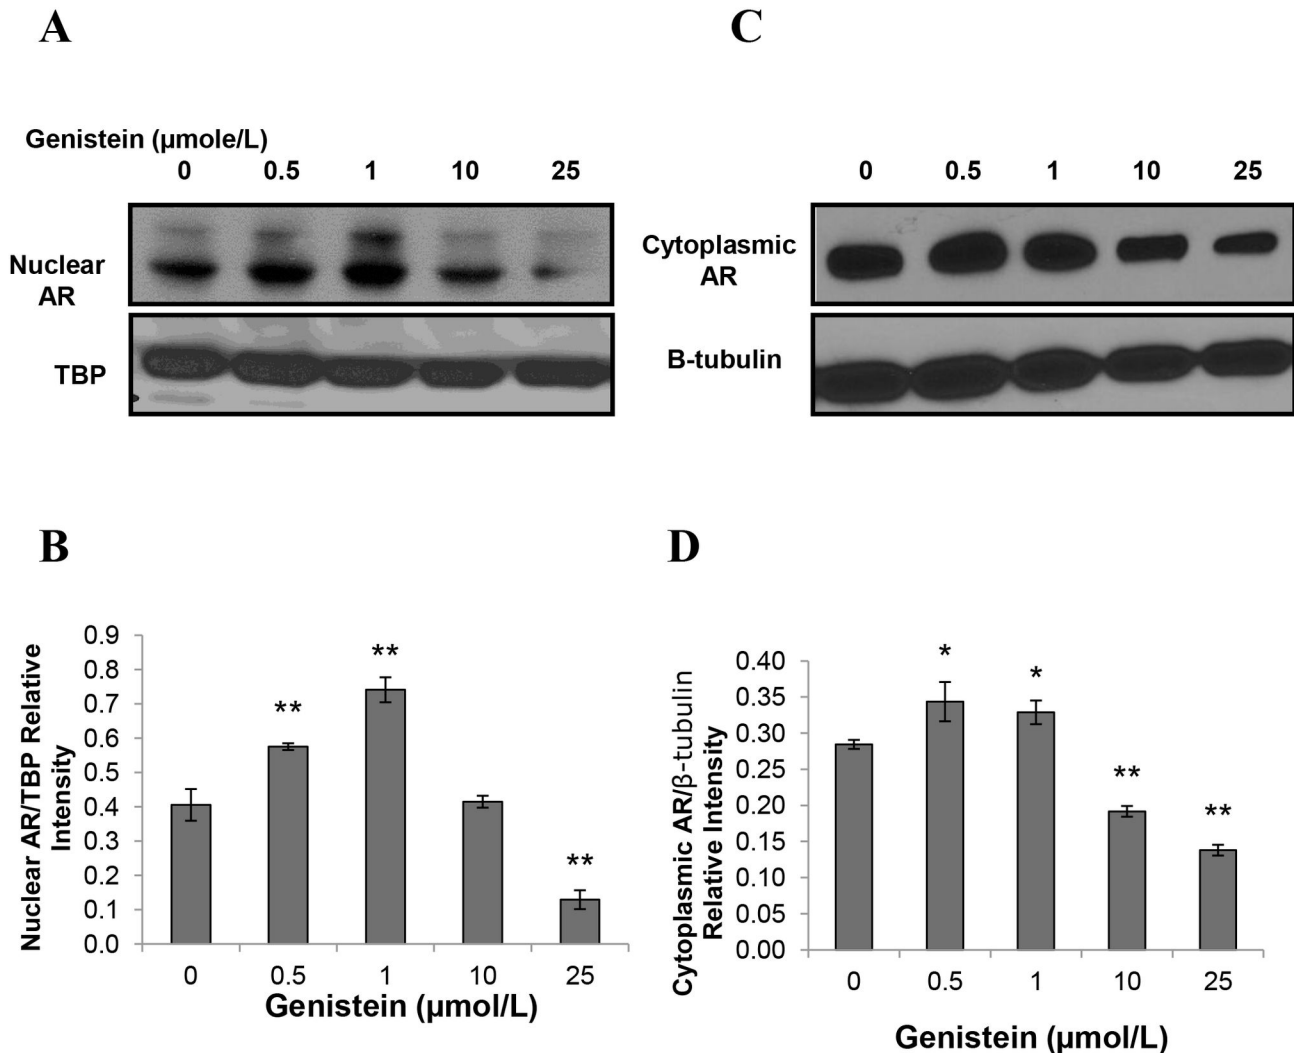 A
Genistein (µmole/L)
0 0.5 1 10 25
Nuclear
AR
TBP
C
0 0.5 1 10 25
Cytoplasmic
AR
B-tubulin
B
Nuclear AR/TBP Relative
Intensity
0.9
0.8
0.7
0.6
0.5
0.4
0.3
0.2
0.1
0.0
** ** **
0 0.5 1 10 25
Genistein (µmol/L)
D
Cytoplasmic AR/β-tubulin
Relative Intensity
0.40
0.35
0.30
0.25
0.20
0.15
0.10
0.05
0.00
* * ** **
0 0.5 1 10 25
Genistein (µmol/L)